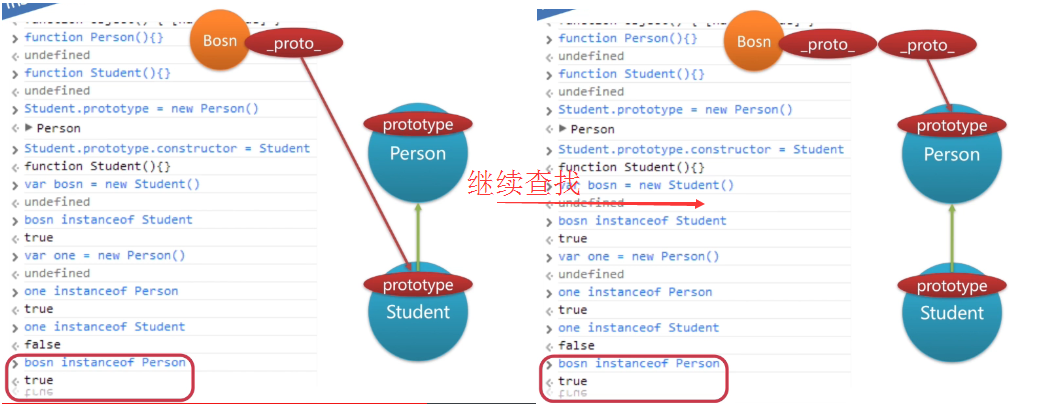 function Person(){}
undefined
function Student(){}
undefined
Student.prototype = new Person()
Person
Student.prototype.constructor = Student
function Student(){}
var bosn = new Student()
undefined
bosn instanceof Student
true
var one = new Person()
undefined
one instanceof Person
true
one instanceof Student
false
bosn instanceof Person
true
Bosn
_proto_
prototype
Person
prototype
Student
继续查找
function Person(){}
undefined
function Student(){}
undefined
Student.prototype = new Person()
Person
Student.prototype.constructor = Student
function Student(){}
var bosn = new Student()
undefined
bosn instanceof Student
true
var one = new Person()
undefined
one instanceof Person
true
one instanceof Student
false
bosn instanceof Person
true
Bosn
_proto_
_proto_
prototype
Person
prototype
Student